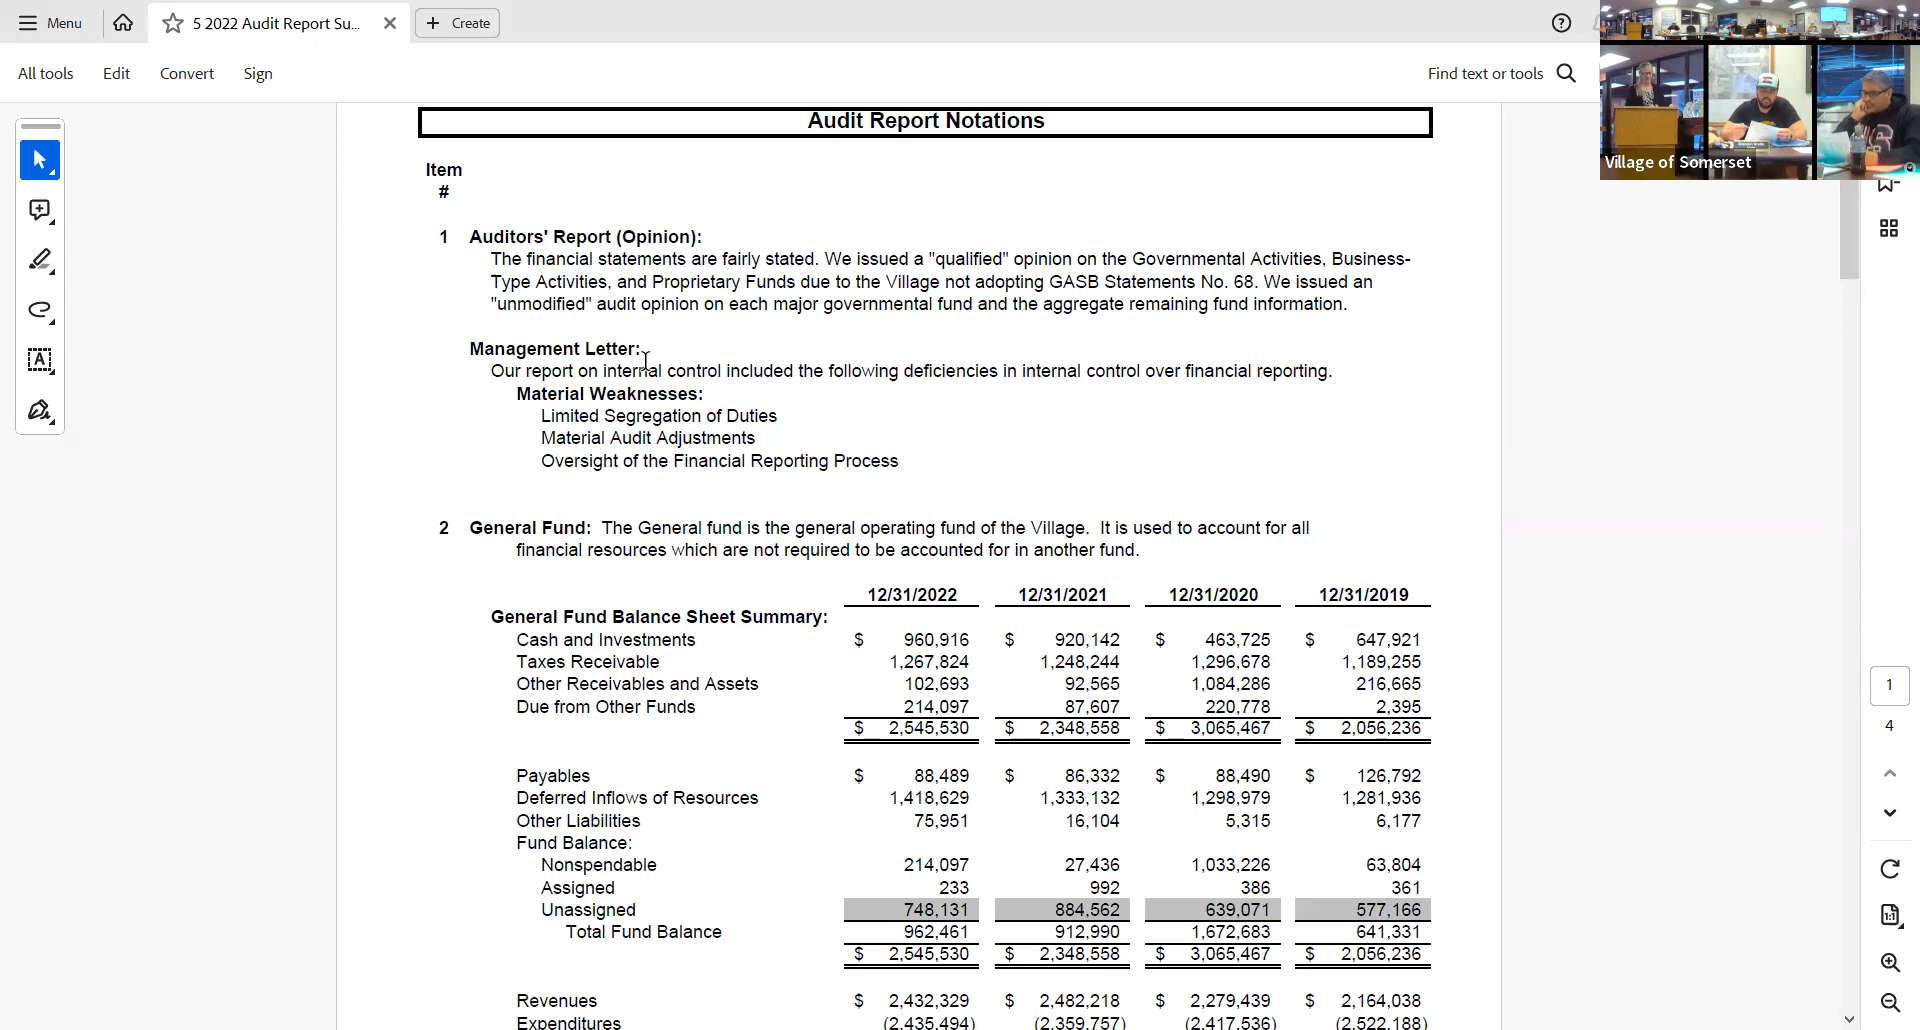 Menu
5 2022 Audit Report Su...
Create
All tools Edit Convert Sign
Find text or tools
Village of Somerset
Audit Report Notations
Item
#
1 Auditors' Report (Opinion):
The financial statements are fairly stated. We issued a "qualified" opinion on the Governmental Activities, Business-
Type Activities, and Proprietary Funds due to the Village not adopting GASB Statements No. 68. We issued an
"unmodified" audit opinion on each major governmental fund and the aggregate remaining fund information.
Management Letter:
Our report on internal control included the following deficiencies in internal control over financial reporting.
Material Weaknesses:
Limited Segregation of Duties
Material Audit Adjustments
Oversight of the Financial Reporting Process
2 General Fund: The General fund is the general operating fund of the Village. It is used to account for all
financial resources which are not required to be accounted for in another fund.
12/31/2022 12/31/2021 12/31/2020 12/31/2019
General Fund Balance Sheet Summary:
Cash and Investments $ 960,916 $ 920,142 $ 463,725 $ 647,921
Taxes Receivable 1,267,824 1,248,244 1,296,678 1,189,255
Other Receivables and Assets 102,693 92,565 1,084,286 216,665
Due from Other Funds 214,097 87,607 220,778 2,395
$ 2,545,530 $ 2,348,558 $ 3,065,467 $ 2,056,236
Payables $ 88,489 $ 86,332 $ 88,490 $ 126,792
Deferred Inflows of Resources 1,418,629 1,333,132 1,298,979 1,281,936
Other Liabilities 75,951 16,104 5,315 6,177
Fund Balance:
Nonspendable 214,097 27,436 1,033,226 63,804
Assigned 233 992 386 361
Unassigned 748,131 884,562 639,071 577,166
Total Fund Balance 962,461 912,990 1,672,683 641,331
$ 2,545,530 $ 2,348,558 $ 3,065,467 $ 2,056,236
Revenues $ 2,432,329 $ 2,482,218 $ 2,279,439 $ 2,164,038
Expenditures (2,435,494) (2,359,757) (2,417,536) (2,522,188)
1
4